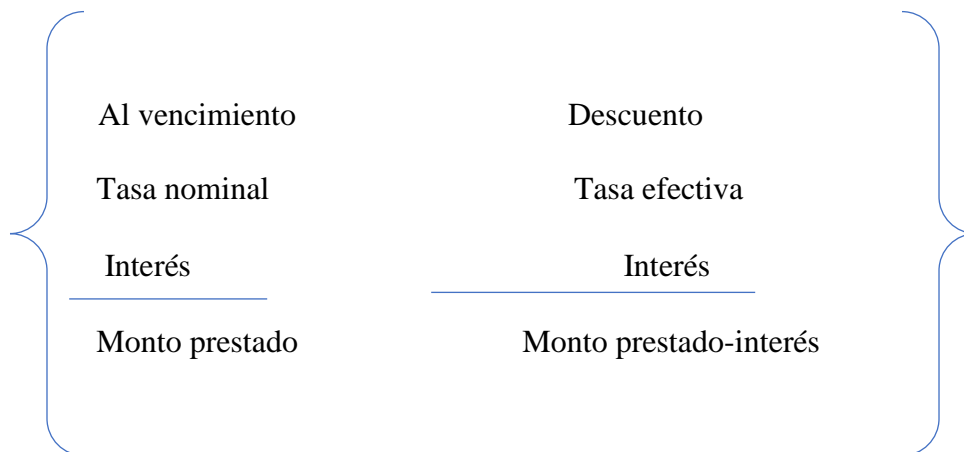 Al vencimiento Descuento
Tasa nominal Tasa efectiva
Interés Interés
Monto prestado Monto prestado-interés